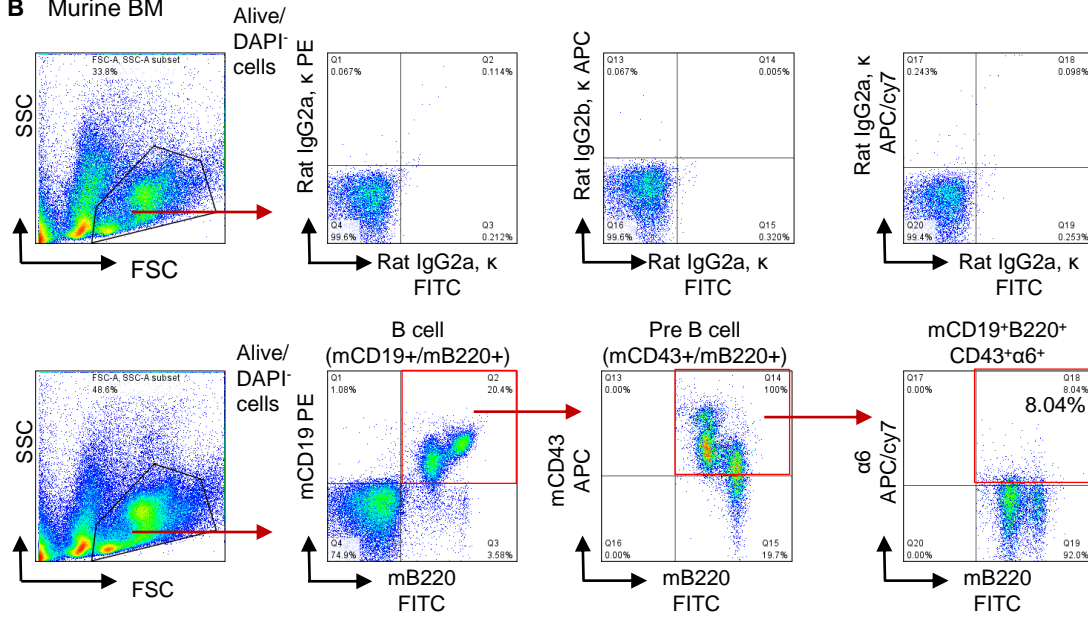 B Murine BM
Alive/
DAPI-
cells
SSC
FSC-A, SSC-A subset
33.8%
FSC
Rat IgG2a, κ PE
Q1
0.067%
Q2
0.114%
Q4
99.6%
Q3
0.212%
Rat IgG2a, κ
FITC
Rat IgG2b, κ APC
Q13
0.067%
Q14
0.005%
Q16
99.6%
Q15
0.320%
Rat IgG2a, κ
FITC
Rat IgG2a, κ
APC/cy7
Q17
0.243%
Q18
0.098%
Q20
99.4%
Q19
0.253%
Rat IgG2a, κ
FITC
Alive/
DAPI-
cells
SSC
FSC-A, SSC-A subset
48.6%
FSC
B cell
(mCD19+/mB220+)
mCD19 PE
Q1
1.08%
Q2
20.4%
Q4
74.9%
Q3
3.58%
mB220
FITC
Pre B cell
(mCD43+/mB220+)
mCD43
APC
Q13
0.00%
Q14
100%
Q16
0.00%
Q15
19.7%
mB220
FITC
mCD19⁺B220⁺
CD43⁺α6⁺
α6
APC/cy7
Q17
0.00%
Q18
8.04%
8.04%
Q20
0.00%
Q19
92.0%
mB220
FITC